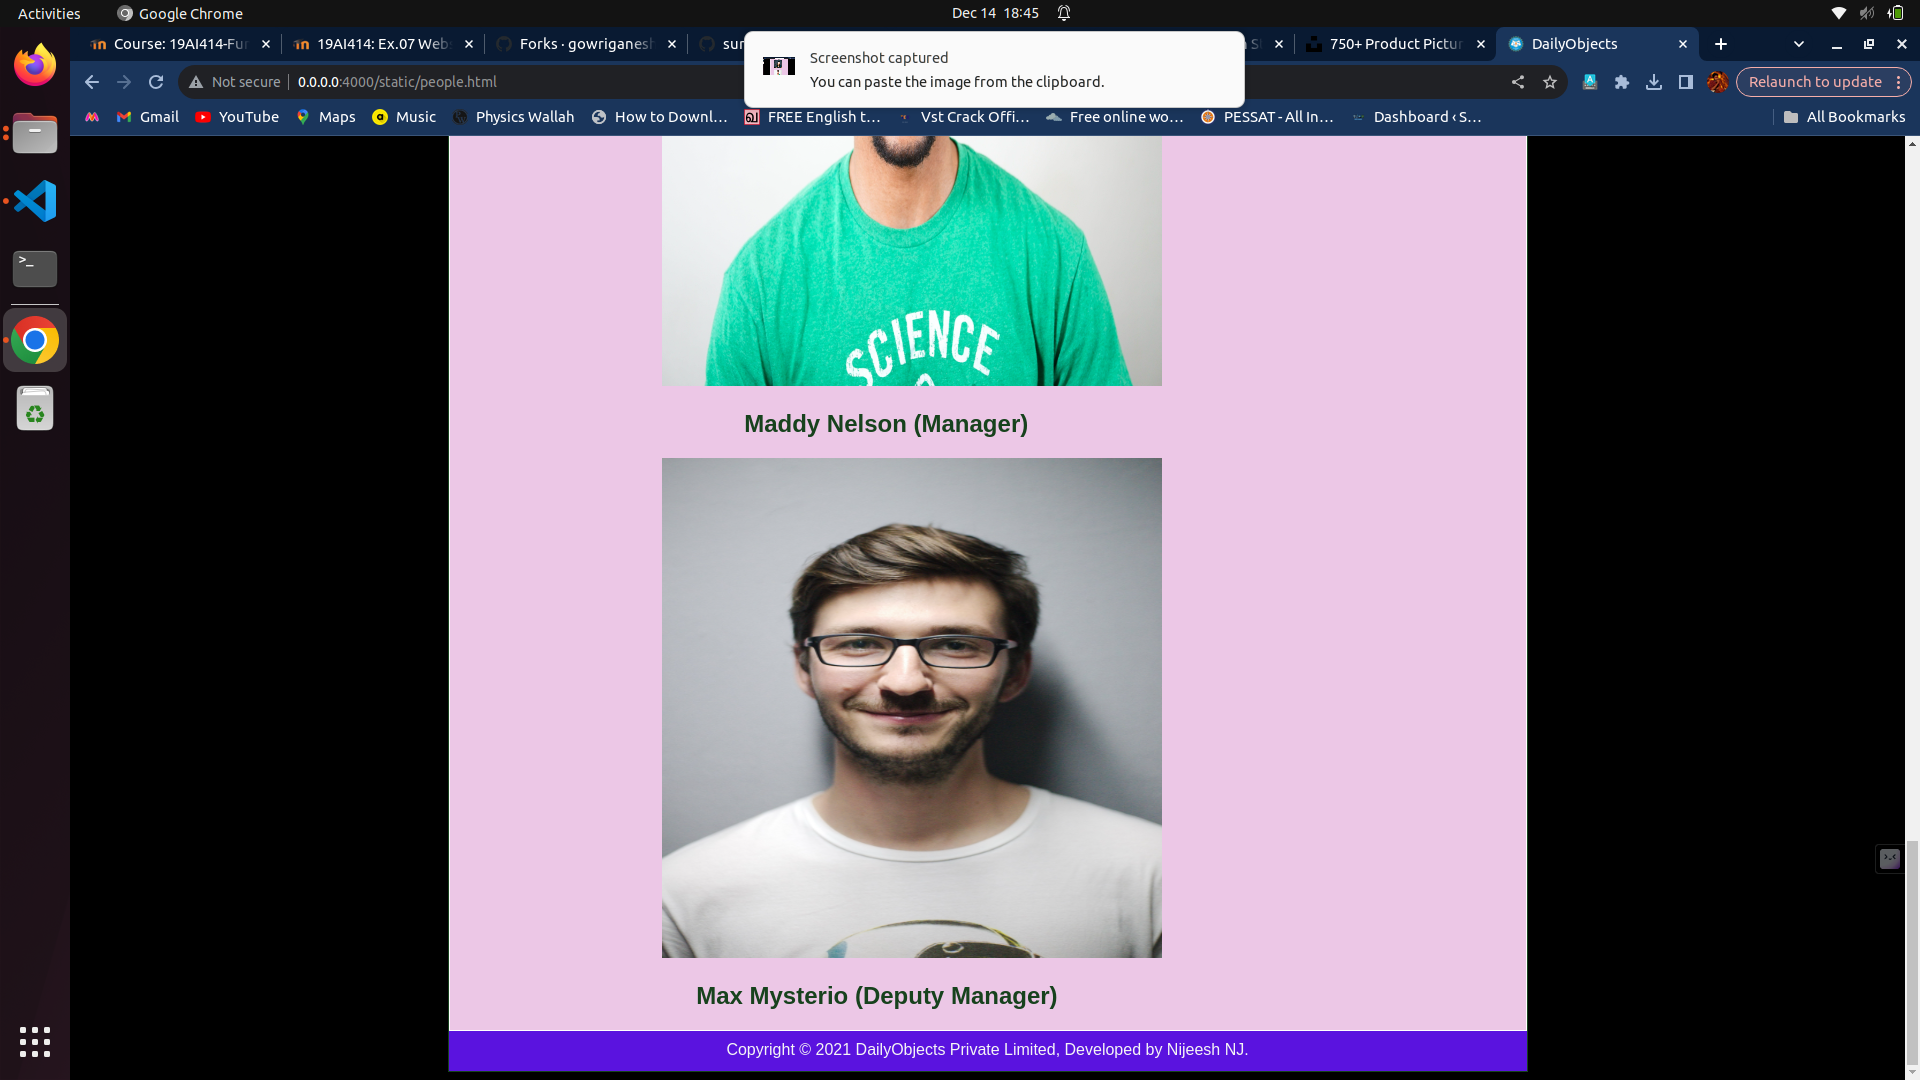 Activities
Google Chrome
Dec 14 18:45
Course: 19AI414-Fur
19AI414: Ex.07 Webs
Forks · gowriganesh
sur
750+ Product Pictur
DailyObjects
Screenshot captured
You can paste the image from the clipboard.
Not secure
0.0.0.0:4000/static/people.html
Relaunch to update
Gmail
YouTube
Maps
Music
Physics Wallah
How to Downl...
FREE English t...
Vst Crack Offi...
Free online wo...
PESSAT - All In...
Dashboard ‹ S...
All Bookmarks
SCIENCE
Maddy Nelson (Manager)
Max Mysterio (Deputy Manager)
Copyright © 2021 DailyObjects Private Limited, Developed by Nijeesh NJ.